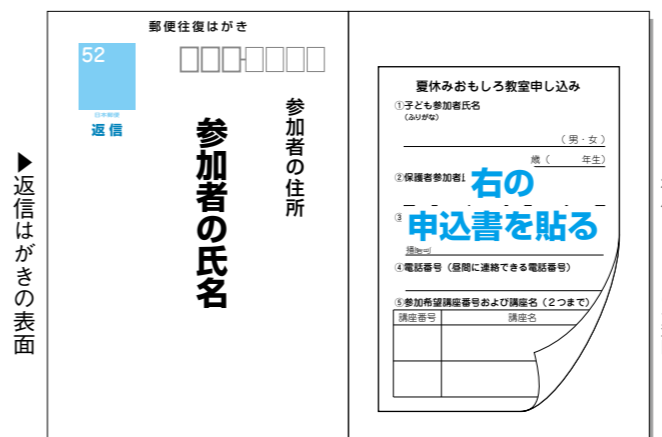 郵便往復はがき
52
日本郵便
返信
参加者の住所
参加者の氏名
▶返信はがきの表面
夏休みおもしろ教室申し込み
①子ども参加者氏名
(ふりがな)
(男・女)
歳( 年生)
②保護者参加者
右の
③
申込書を貼る
④電話番号(昼間に連絡できる電話番号)
⑤参加希望講座番号および講座名(2つまで)
講座番号 講座名